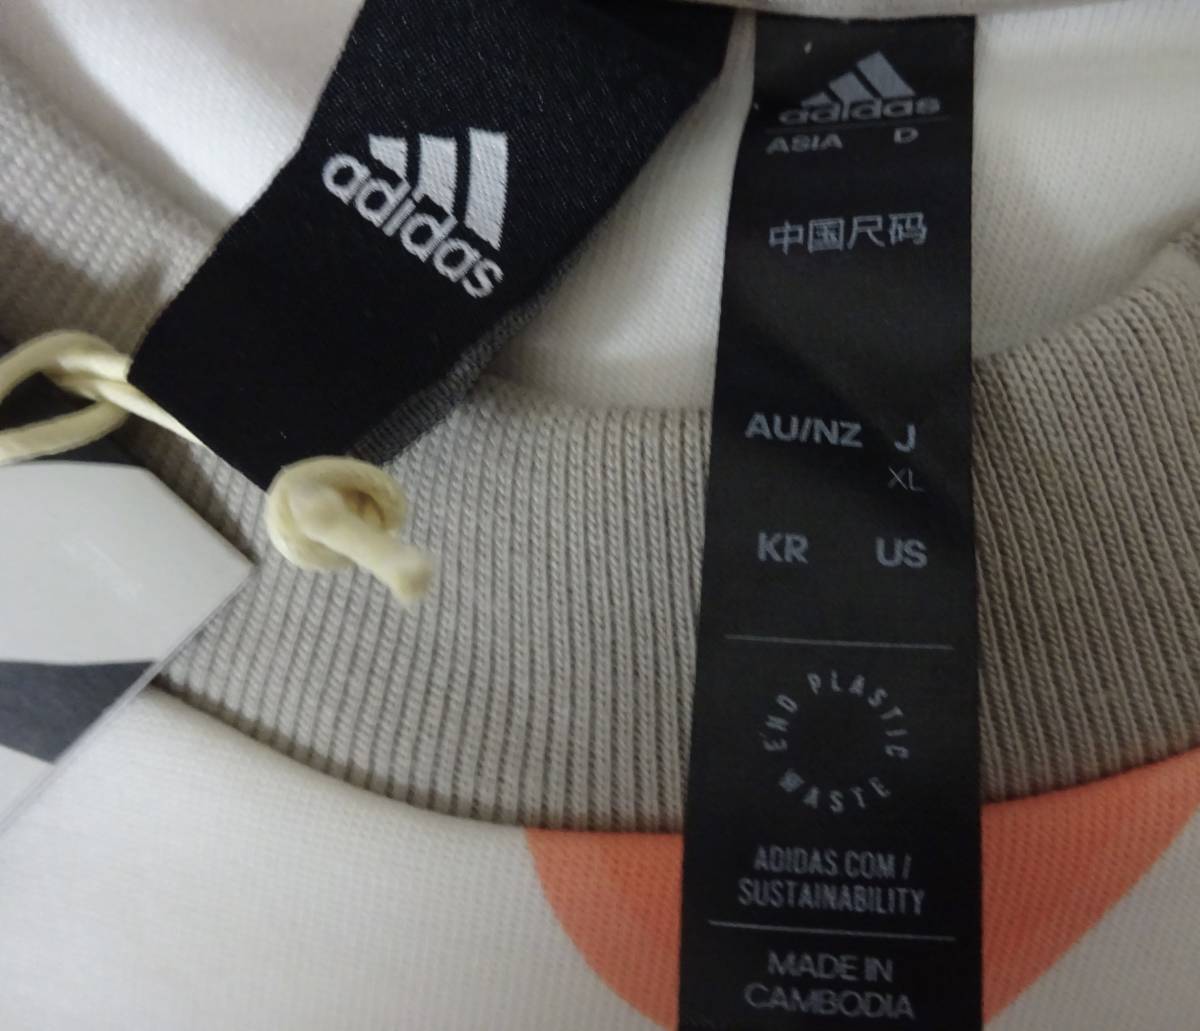 adidas
adidas
ASIA D
中国尺码
AU/NZ J
XL
KR US
END PLASTIC WASTE
ADIDAS.COM/
SUSTAINABILITY
MADE IN
CAMBODIA